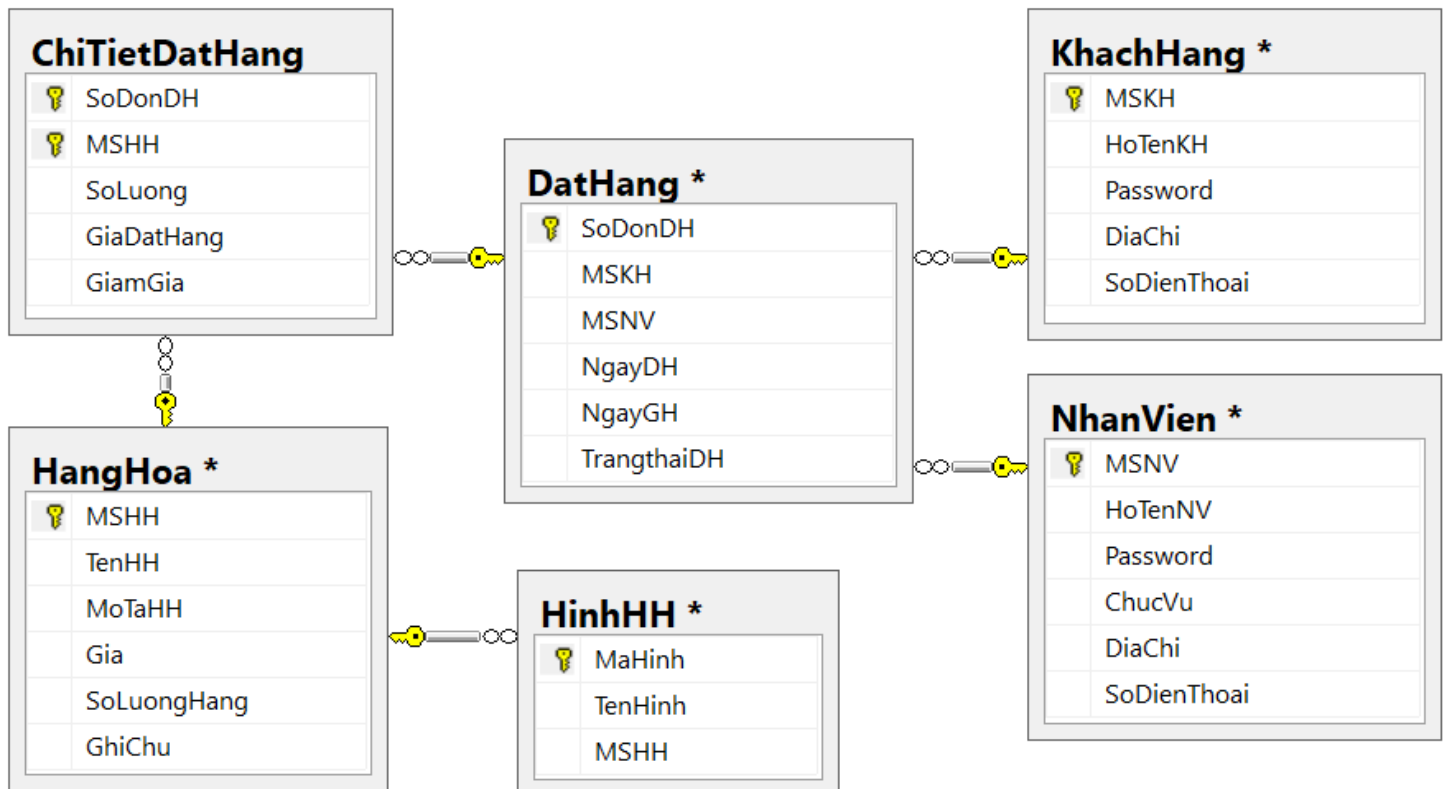 ChiTietDatHang
SoDonDH
MSHH
SoLuong
GiaDatHang
GiamGia
DatHang *
SoDonDH
MSKH
MSNV
NgayDH
NgayGH
TrangthaiDH
KhachHang *
MSKH
HoTenKH
Password
DiaChi
SoDienThoai
HangHoa *
MSHH
TenHH
MoTaHH
Gia
SoLuongHang
GhiChu
HinhHH *
MaHinh
TenHinh
MSHH
NhanVien *
MSNV
HoTenNV
Password
ChucVu
DiaChi
SoDienThoai